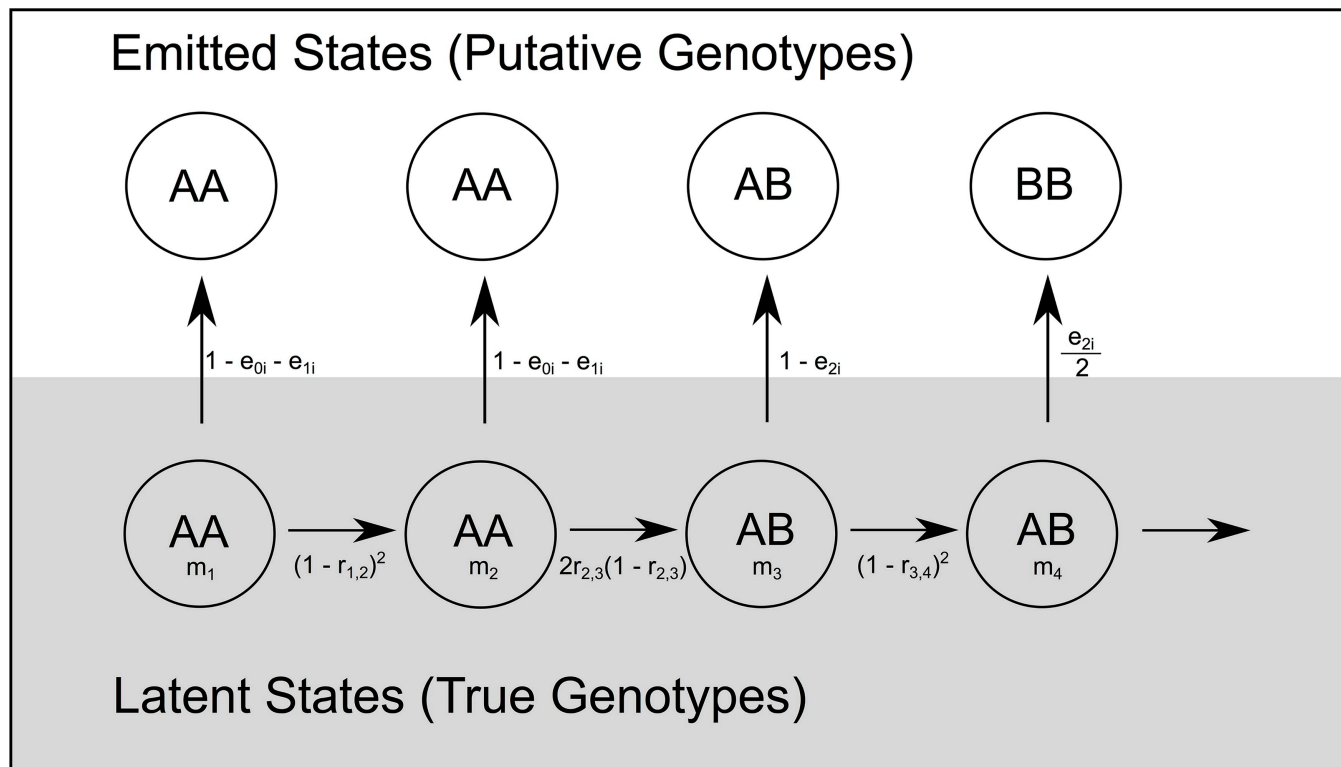 Emitted States (Putative Genotypes)
AA AA AB BB
1 - e₀ᵢ - e₁ᵢ 1 - e₀ᵢ - e₁ᵢ 1 - e₂ᵢ e₂ᵢ/2
AA AA AB AB
m₁ (1 - r₁,₂)² m₂ 2r₂,₃(1 - r₂,₃) m₃ (1 - r₃,₄)² m₄
Latent States (True Genotypes)